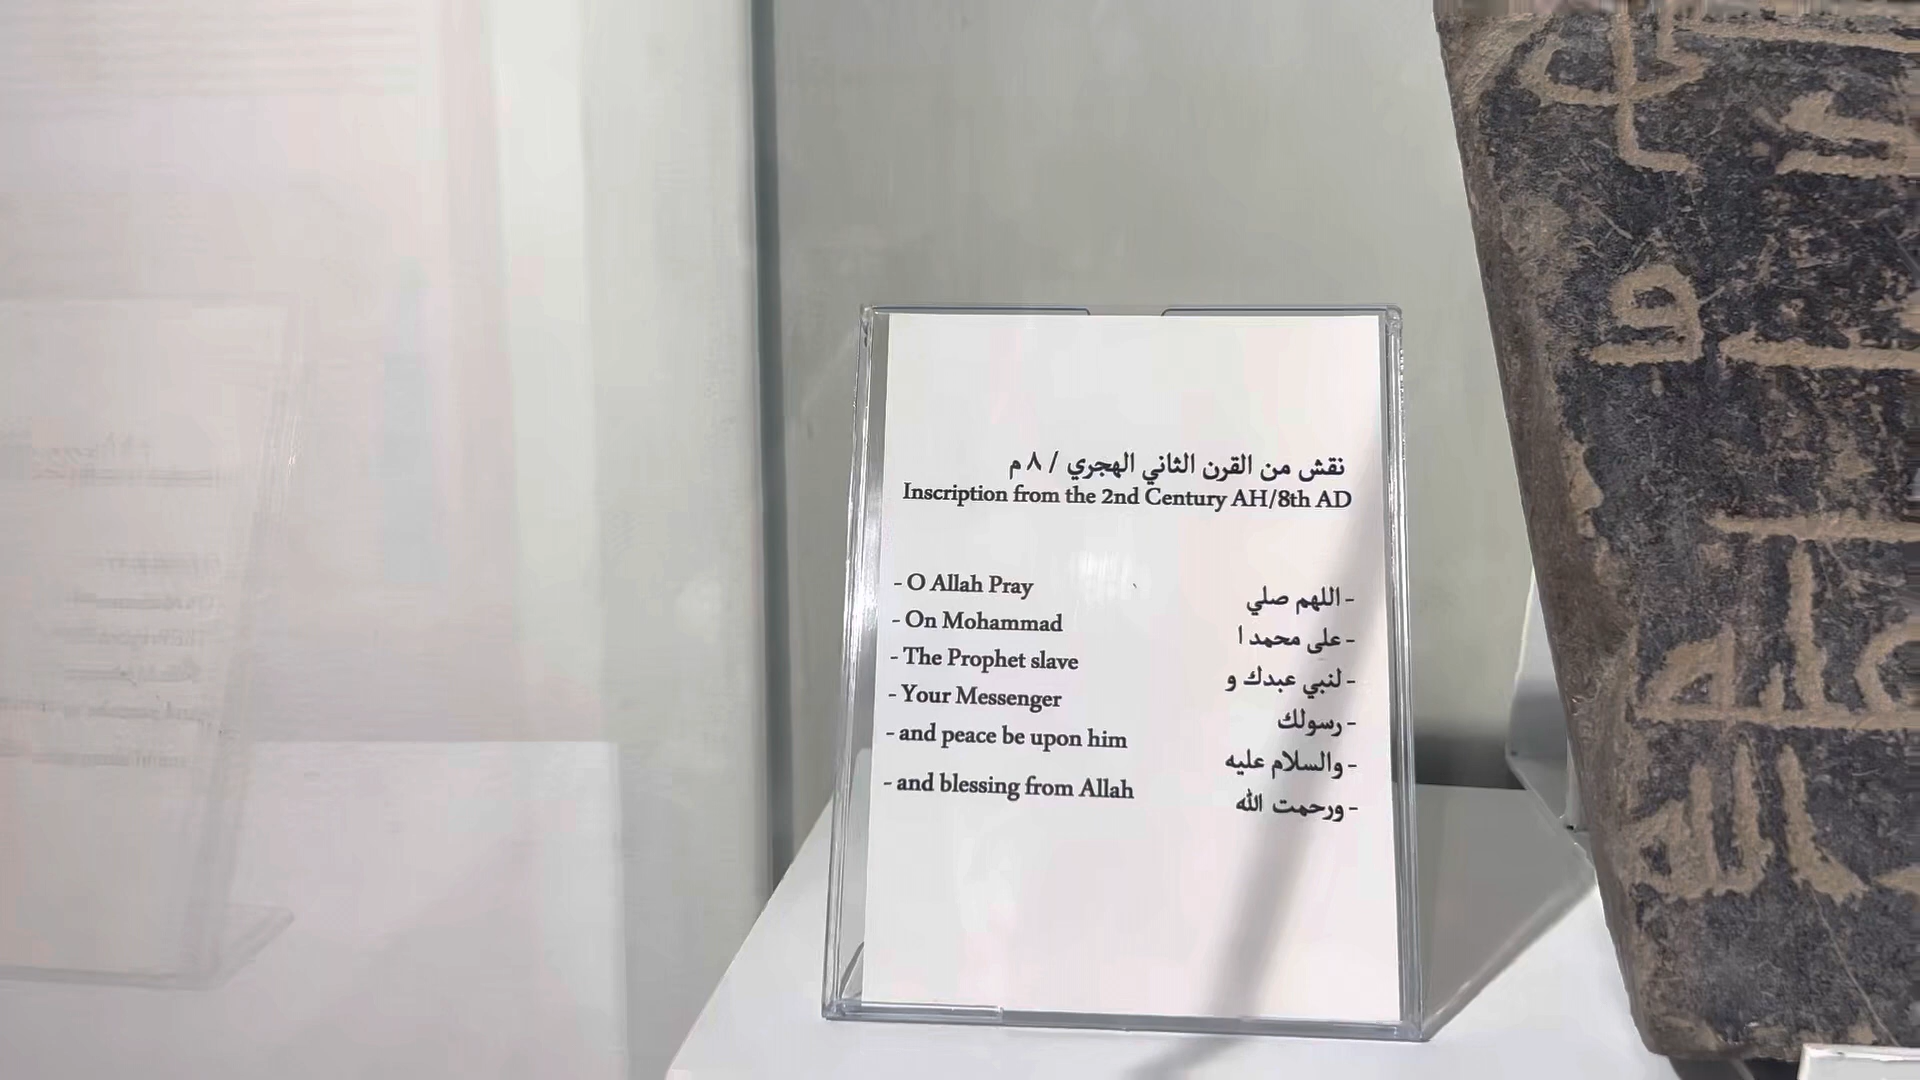 نقش من القرن الثاني الهجري / ٨ م
Inscription from the 2nd Century AH/8th AD
- O Allah Pray
- On Mohammad
- The Prophet slave
- Your Messenger
- and peace be upon him
- and blessing from Allah
- اللهم صلي
- على محمد ا
- لنبي عبدك و
- رسولك
- والسلام عليه
- ورحمت الله
عليه
الله